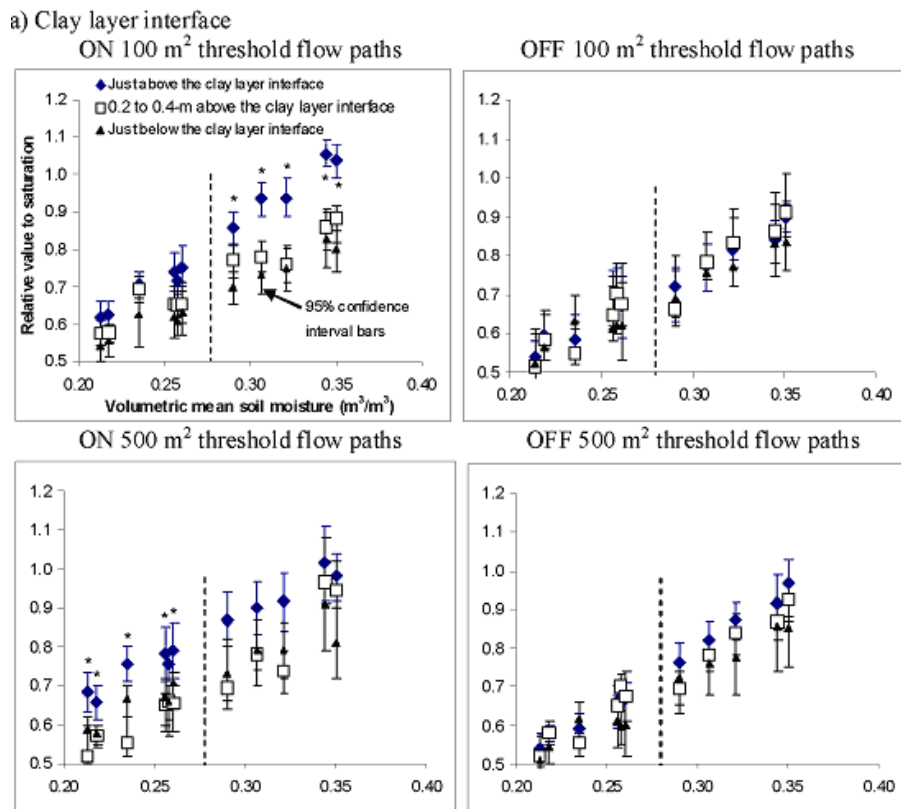 a) Clay layer interface
ON 100 m² threshold flow paths
OFF 100 m² threshold flow paths
Relative value to saturation
1.2
1.1
1.0
0.9
0.8
0.7
0.6
0.5
Just above the clay layer interface
0.2 to 0.4-m above the clay layer interface
Just below the clay layer interface
* * * * *
95% confidence
interval bars
0.20 0.25 0.30 0.35 0.40
Volumetric mean soil moisture (m³/m³)
1.2
1.1
1.0
0.9
0.8
0.7
0.6
0.5
0.20 0.25 0.30 0.35 0.40
ON 500 m² threshold flow paths
OFF 500 m² threshold flow paths
1.2
1.1
1.0
0.9
0.8
0.7
0.6
0.5
* * * * *
0.20 0.25 0.30 0.35 0.40
1.2
1.1
1.0
0.9
0.8
0.7
0.6
0.5
0.20 0.25 0.30 0.35 0.40